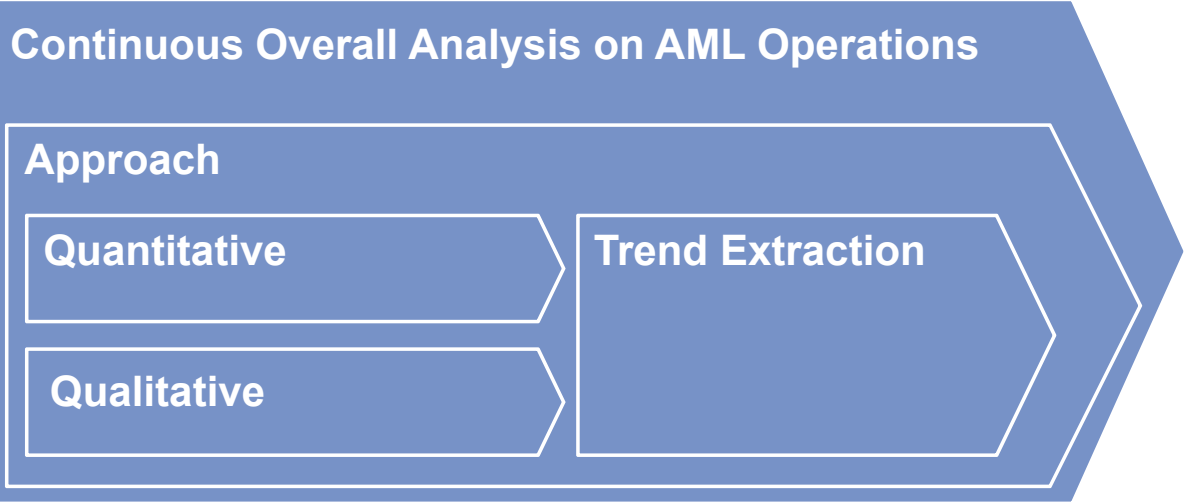 Continuous Overall Analysis on AML Operations
Approach
Quantitative
Trend Extraction
Qualitative